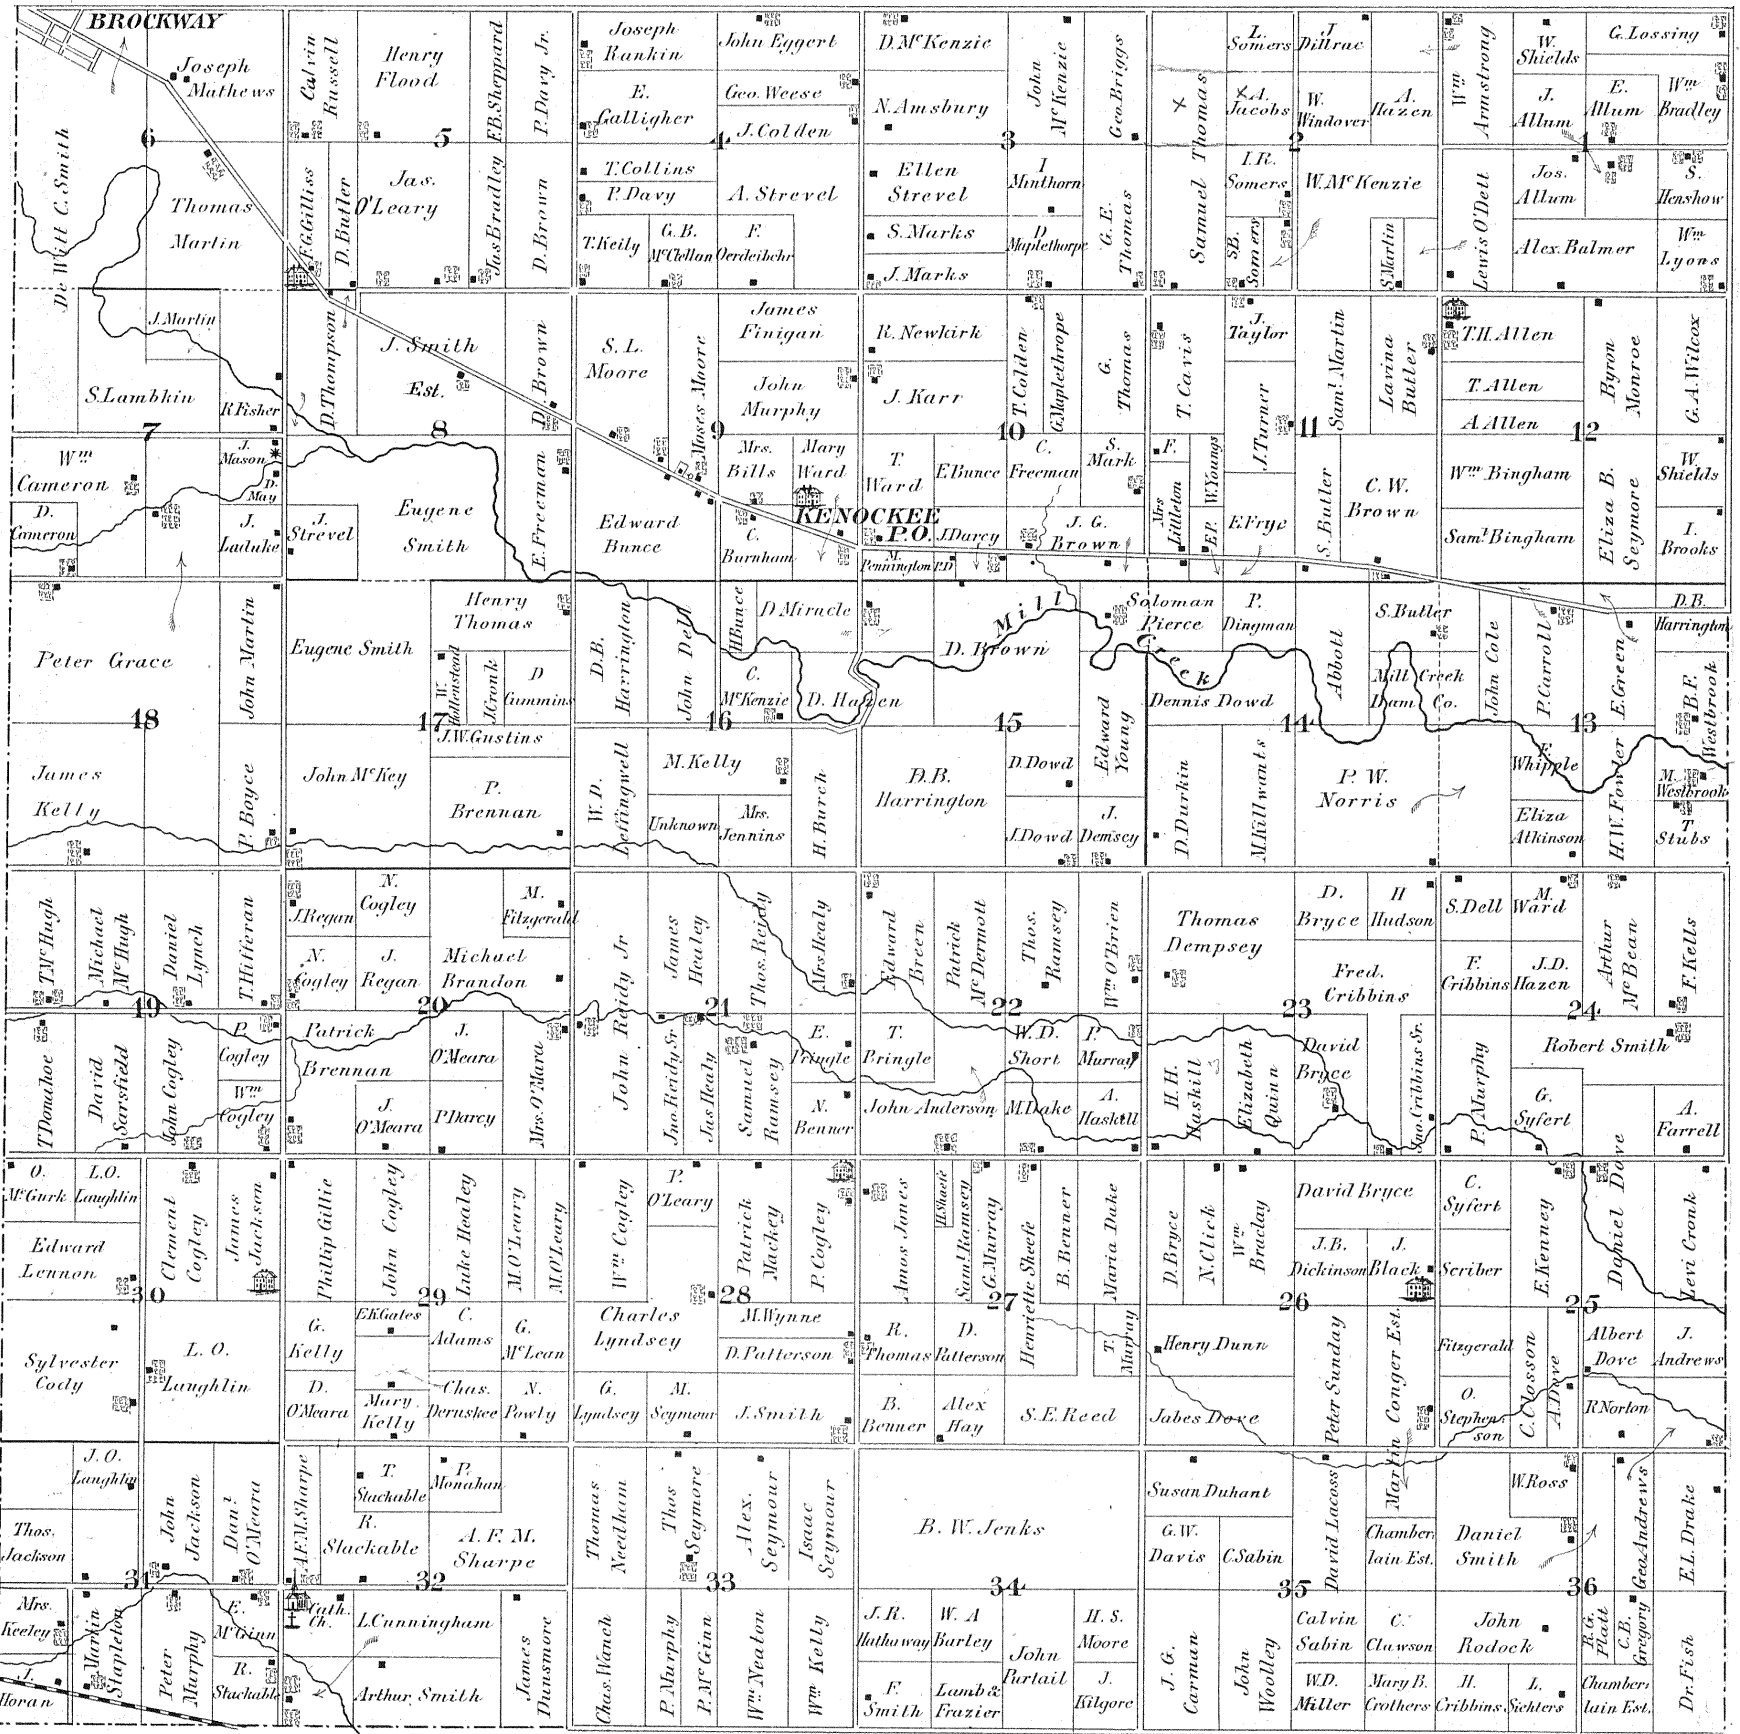 BROCKWAY
De Witt C. Smith
Joseph
Mathews
6
Thomas
Martin
Calvin
Russell
Henry
Flood
F.B. Sheppard
P. Davy Jr.
5
F.G. Gilliss
D. Butler
Jas.
O'Leary
Jas Bradley
D. Brown
Joseph
Rankin
John Eggert
E.
Galligher
Geo. Weese
J. Colden
4
T. Collins
P. Davy
A. Strevel
T. Keily
G.B.
McClellan
F.
Oerdeibehr
D. McKenzie
N. Amsbury
John
McKenzie
Geo. Briggs
3
Ellen
Strevel
I
Minthorn
S. Marks
D.
Maplethorpe
G.E.
Thomas
J. Marks
Samuel Thomas
L.
Somers
J
Dillrac
A.
Jacobs
W.
Windover
A.
Hazen
2
I.R.
Somers
W. McKenzie
S.B.
Somers
S. Martin
Wm
Armstrong
W.
Shields
G. Lossing
J.
Allum
E.
Allum
Wm
Bradley
1
Lewis O'Dett
Jos.
Allum
S.
Henshow
Alex. Balmer
Wm
Lyons
J. Martin
S. Lambkin
R. Fisher
7
Wm
Cameron
J.
Mason
D.
May
D.
Cameron
J.
Laduke
D. Thompson
J. Smith
Est.
D. Brown
8
J.
Strevel
Eugene
Smith
E. Freeman
S.L.
Moore
Moses Moore
James
Finigan
John
Murphy
9
Mrs.
Bills
Mary
Ward
Edward
Bunce
C.
Burnham
KENOCKEE
P.O.
R. Newkirk
J. Karr
T. Colden
G. Maplethrope
G.
Thomas
10
T.
Ward
E Bunce
C.
Freeman
S.
Mark
J. Darcy
J.G.
Brown
M.
Pennington
P.D
T. Cavis
J.
Taylor
J. Turner
Saml Martin
Lavina
Butler
11
F.
Mrs
Littleton
W. Youngs
E.P.
E. Frye
S. Butler
C.W.
Brown
T.H. Allen
T. Allen
A. Allen
Byron
Monroe
G.A. Wilcox
12
Wm Bingham
Saml Bingham
Eliza B.
Seymore
W.
Shields
I.
Brooks
Peter Grace
John Martin
18
James
Kelly
P. Boyce
Eugene Smith
Henry
Thomas
W.
Hollenstend
J. Cronk
D
Cummins
17
J.W. Gustins
John McKey
P.
Brennan
D.B.
Harrington
John Dell
H Bunce
D Miracle
C.
McKenzie
D. Hazen
16
W.D.
Leffingwell
M. Kelly
Unknown
Mrs.
Jennins
H. Burch
Mill Creek
D. Brown
15
D.B.
Harrington
D. Dowd
Edward
Young
J. Dowd
J.
Demsey
Soloman
Pierce
P.
Dingman
Dennis Dowd
Abbott
S. Butler
Mill Creek
Dam Co.
14
D. Durkin
M. Millwants
P.W.
Norris
John Cole
P. Carroll
E. Green
D.B.
Harrington
B.F.
Westbrook
13
F.
Whipple
H.W. Fowler
M.
Westbrook
Eliza
Atkinson
T
Stubs
T McHugh
Michael
McHugh
Daniel
Lynch
T. Hifferan
19
T Donahoe
David
Sarsfield
John Cogley
P.
Cogley
Wm
Cogley
J. Regan
N.
Cogley
M.
Fitzgerald
N.
Cogley
J.
Regan
Michael
Brandon
20
Patrick
Brennan
J.
O'Meara
J.
O'Meara
P. Darcy
Mrs. O'Mara
John Reidy Jr
James
Healey
Thos. Reidy
Mrs Healy
21
Jno. Reidy Sr.
Jas Healy
Samuel
Ramsey
E.
Pringle
N.
Benner
Edward
Breen
Patrick
McDermott
Thos.
Ramsey
Wm O'Brien
22
T.
Pringle
W.D.
Short
P.
Murray
John Anderson
M. Dake
A.
Haskell
Thomas
Dempsey
D.
Bryce
H
Hudson
Fred.
Cribbins
23
H.H.
Haskill
Elizabeth
Quinn
David
Bryce
Jno. Cribbins Sr.
S. Dell
M.
Ward
F.
Cribbins
J.D.
Hazen
Arthur
McBean
F. Kells
24
P. Murphy
Robert Smith
G.
Syfert
A.
Farrell
O.
McGurk
L.O.
Laughlin
Edward
Lennon
Clement
Cogley
James
Jackson
30
Sylvester
Cody
L.O.
Laughlin
Philip Gillie
John Cogley
Luke Healey
M. O'Leary
M. O'Leary
29
G.
Kelly
E.K. Gates
C.
Adams
G.
McLean
D.
O'Meara
Mary
Kelly
Chas.
Deruskee
N.
Powly
Wm Cogley
P.
O'Leary
Patrick
Mackey
P. Cogley
28
Charles
Lyndsey
M. Wynne
D. Patterson
G.
Lyndsey
M.
Seymour
J. Smith
Amos Jones
Saml Ramsey
G. Murray
Henriette Sheefe
B. Benner
Maria Dake
27
R.
Thomas
D.
Patterson
T.
Murray
B.
Benner
Alex
Hay
S.E. Reed
D. Bryce
N. Click
Wm
Braclay
David Bryce
J.B.
Dickinson
J.
Black
26
Henry Dunn
Jabes Dove
Peter Sunday
Martin Conger Est.
C.
Syfert
Scriber
E. Kenney
Daniel Dove
Levi Cronk
25
Fitzgerald
C. Closson
A. Dove
Albert
Dove
J.
Andrews
O.
Stephen-
son
R Norton
J.O.
Laughlin
Thos.
Jackson
John
Jackson
Danl
O'Meara
31
Mrs.
Keeley
Martin
Stapleton
Peter
Murphy
E.
McGinn
R.
Stackable
J.
Horan
A.F.M. Sharpe
T.
Stackable
P.
Monahan
R.
Stackable
A.F.M.
Sharpe
32
Cath.
Ch.
L. Cunningham
Arthur Smith
James
Dunsmore
Thomas
Needham
Thos
Seymore
Alex.
Seymour
Isaac
Seymour
33
Chas. Wanch
P. Murphy
P. McGinn
Wm Neaton
Wm Kelly
B.W. Jenks
34
J.R.
Hathaway
W.A
Barley
John
Purtail
H.S.
Moore
F.
Smith
Lamb &
Frazier
J.
Kilgore
Susan Duhant
G.W.
Davis
C. Sabin
David Lacoss
Chamber-
lain Est.
35
J.G.
Carman
John
Woolley
Calvin
Sabin
C.
Clawson
W.D.
Miller
Mary B.
Crothers
W. Ross
Daniel
Smith
Geo Andrews
E.L. Drake
36
John
Rodock
R.G.
Platt
C.B.
Gregory
Dr. Fish
H.
Cribbins
L.
Sichters
Chamber-
lain Est.